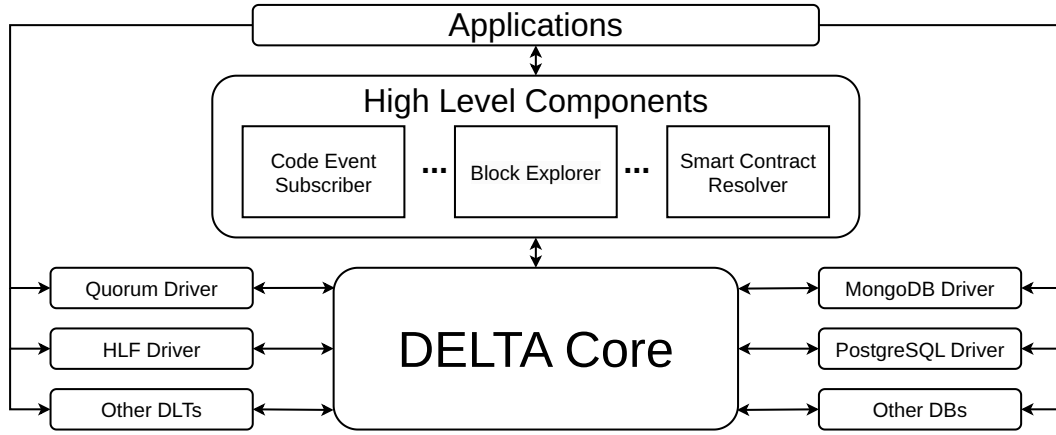 Applications
High Level Components
Code Event
Subscriber
...
Block Explorer
...
Smart Contract
Resolver
Quorum Driver
MongoDB Driver
HLF Driver
DELTA Core
PostgreSQL Driver
Other DLTs
Other DBs